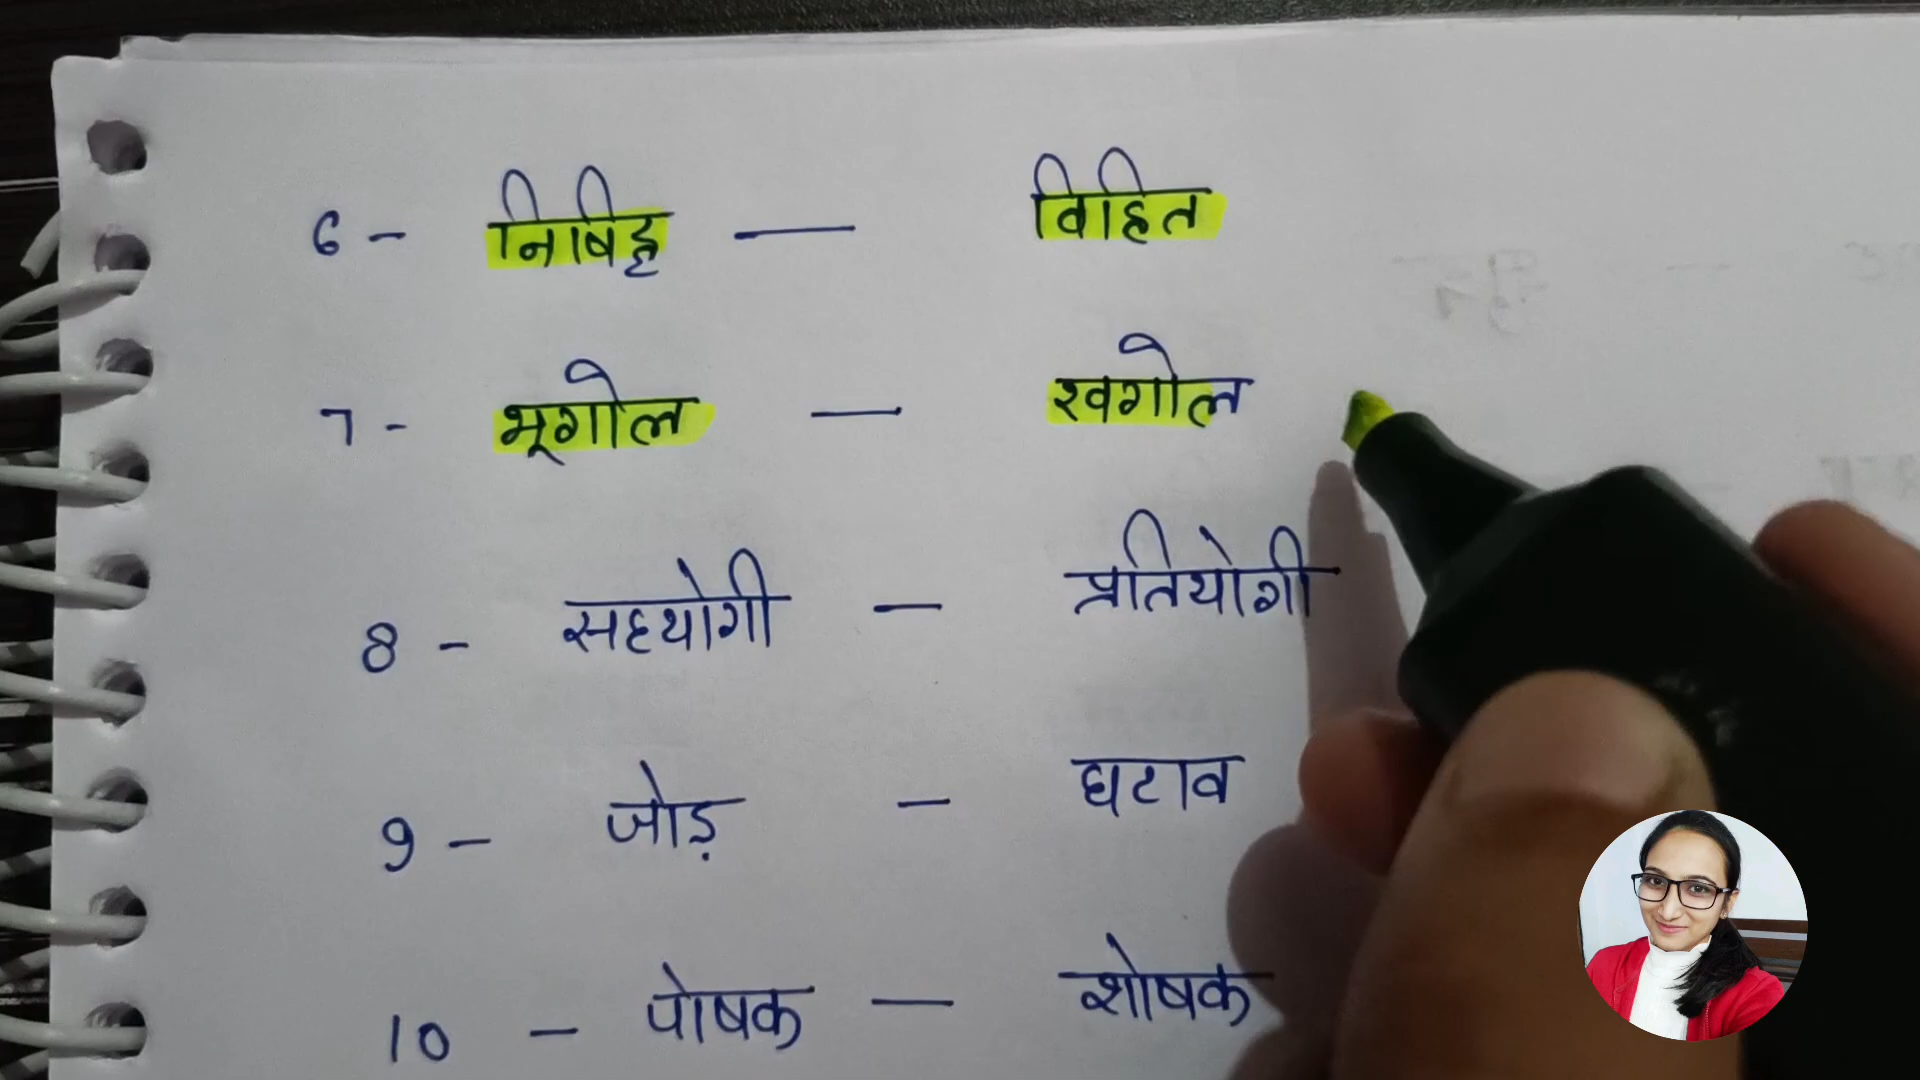 6 - निषिद्ध — विहित
7 - भूगोल — खगोल
8 - सहयोगी — प्रतियोगी
9 - जोड़ — घटाव
10 - पोषक — शोषक